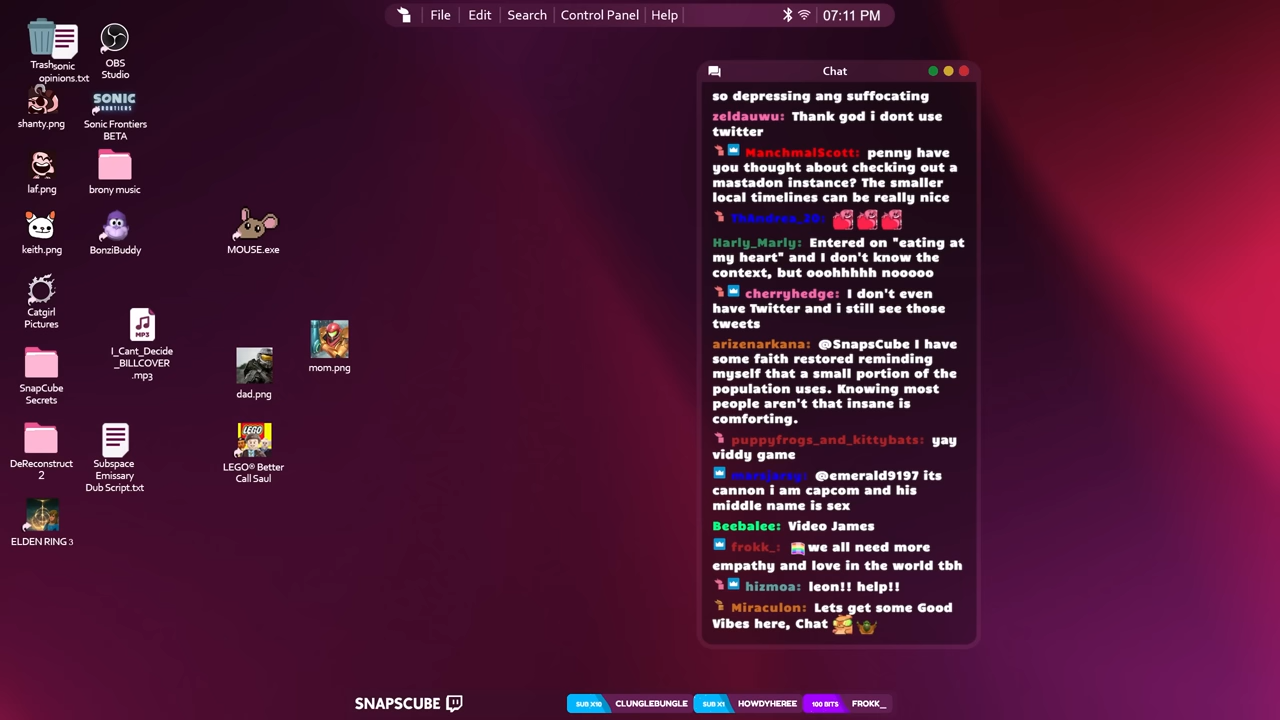 File Edit Search Control Panel Help 07:11 PM
Trash
sonic opinions.txt
OBS Studio
shanty.png
SONIC FRONTIERS
Sonic Frontiers BETA
laf.png
brony music
keith.png
BonziBuddy
MOUSE.exe
Catgirl Pictures
MP3
I_Cant_Decide
_BILLCOVER
.mp3
mom.png
dad.png
SnapCube
Secrets
DeReconstruct
2
Subspace
Emissary
Dub Script.txt
LEGO
LEGO® Better
Call Saul
ELDEN RING 3
Chat
so depressing ang suffocating
zeldauwu: Thank god i dont use
twitter
ManchmalScott: penny have
you thought about checking out a
mastadon instance? The smaller
local timelines can be really nice
ThAndrea_20:
Harly_Marly: Entered on "eating at
my heart" and I don't know the
context, but ooohhhhh nooooo
cherryhedge: I don't even
have Twitter and i still see those
tweets
arizenarkana: @SnapsCube I have
some faith restored reminding
myself that a small portion of the
population uses. Knowing most
people aren't that insane is
comforting.
puppyfrogs_and_kittybats: yay
viddy game
@emerald9197 its
cannon i am capcom and his
middle name is sex
Beebalee: Video James
frokk_: we all need more
empathy and love in the world tbh
hizmoa: leon!! help!!
Miraculon: Lets get some Good
Vibes here, Chat
SNAPSCUBE
SUB X10 CLUNGLEBUNGLE SUB X1 HOWDYHEREE 100 BITS FROKK_